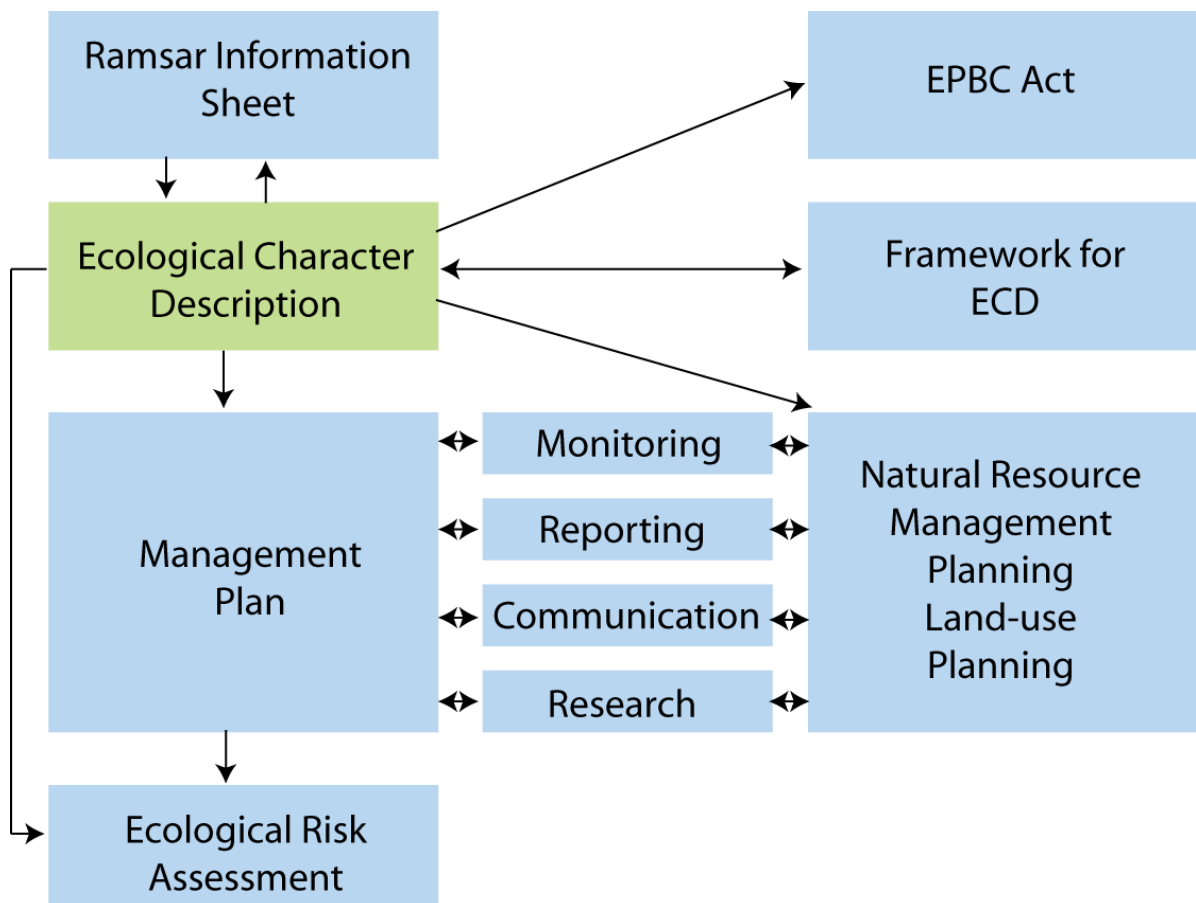 Ramsar Information
Sheet
EPBC Act
Ecological Character
Description
Framework for
ECD
Management
Plan
Monitoring
Reporting
Communication
Research
Natural Resource
Management
Planning
Land-use
Planning
Ecological Risk
Assessment